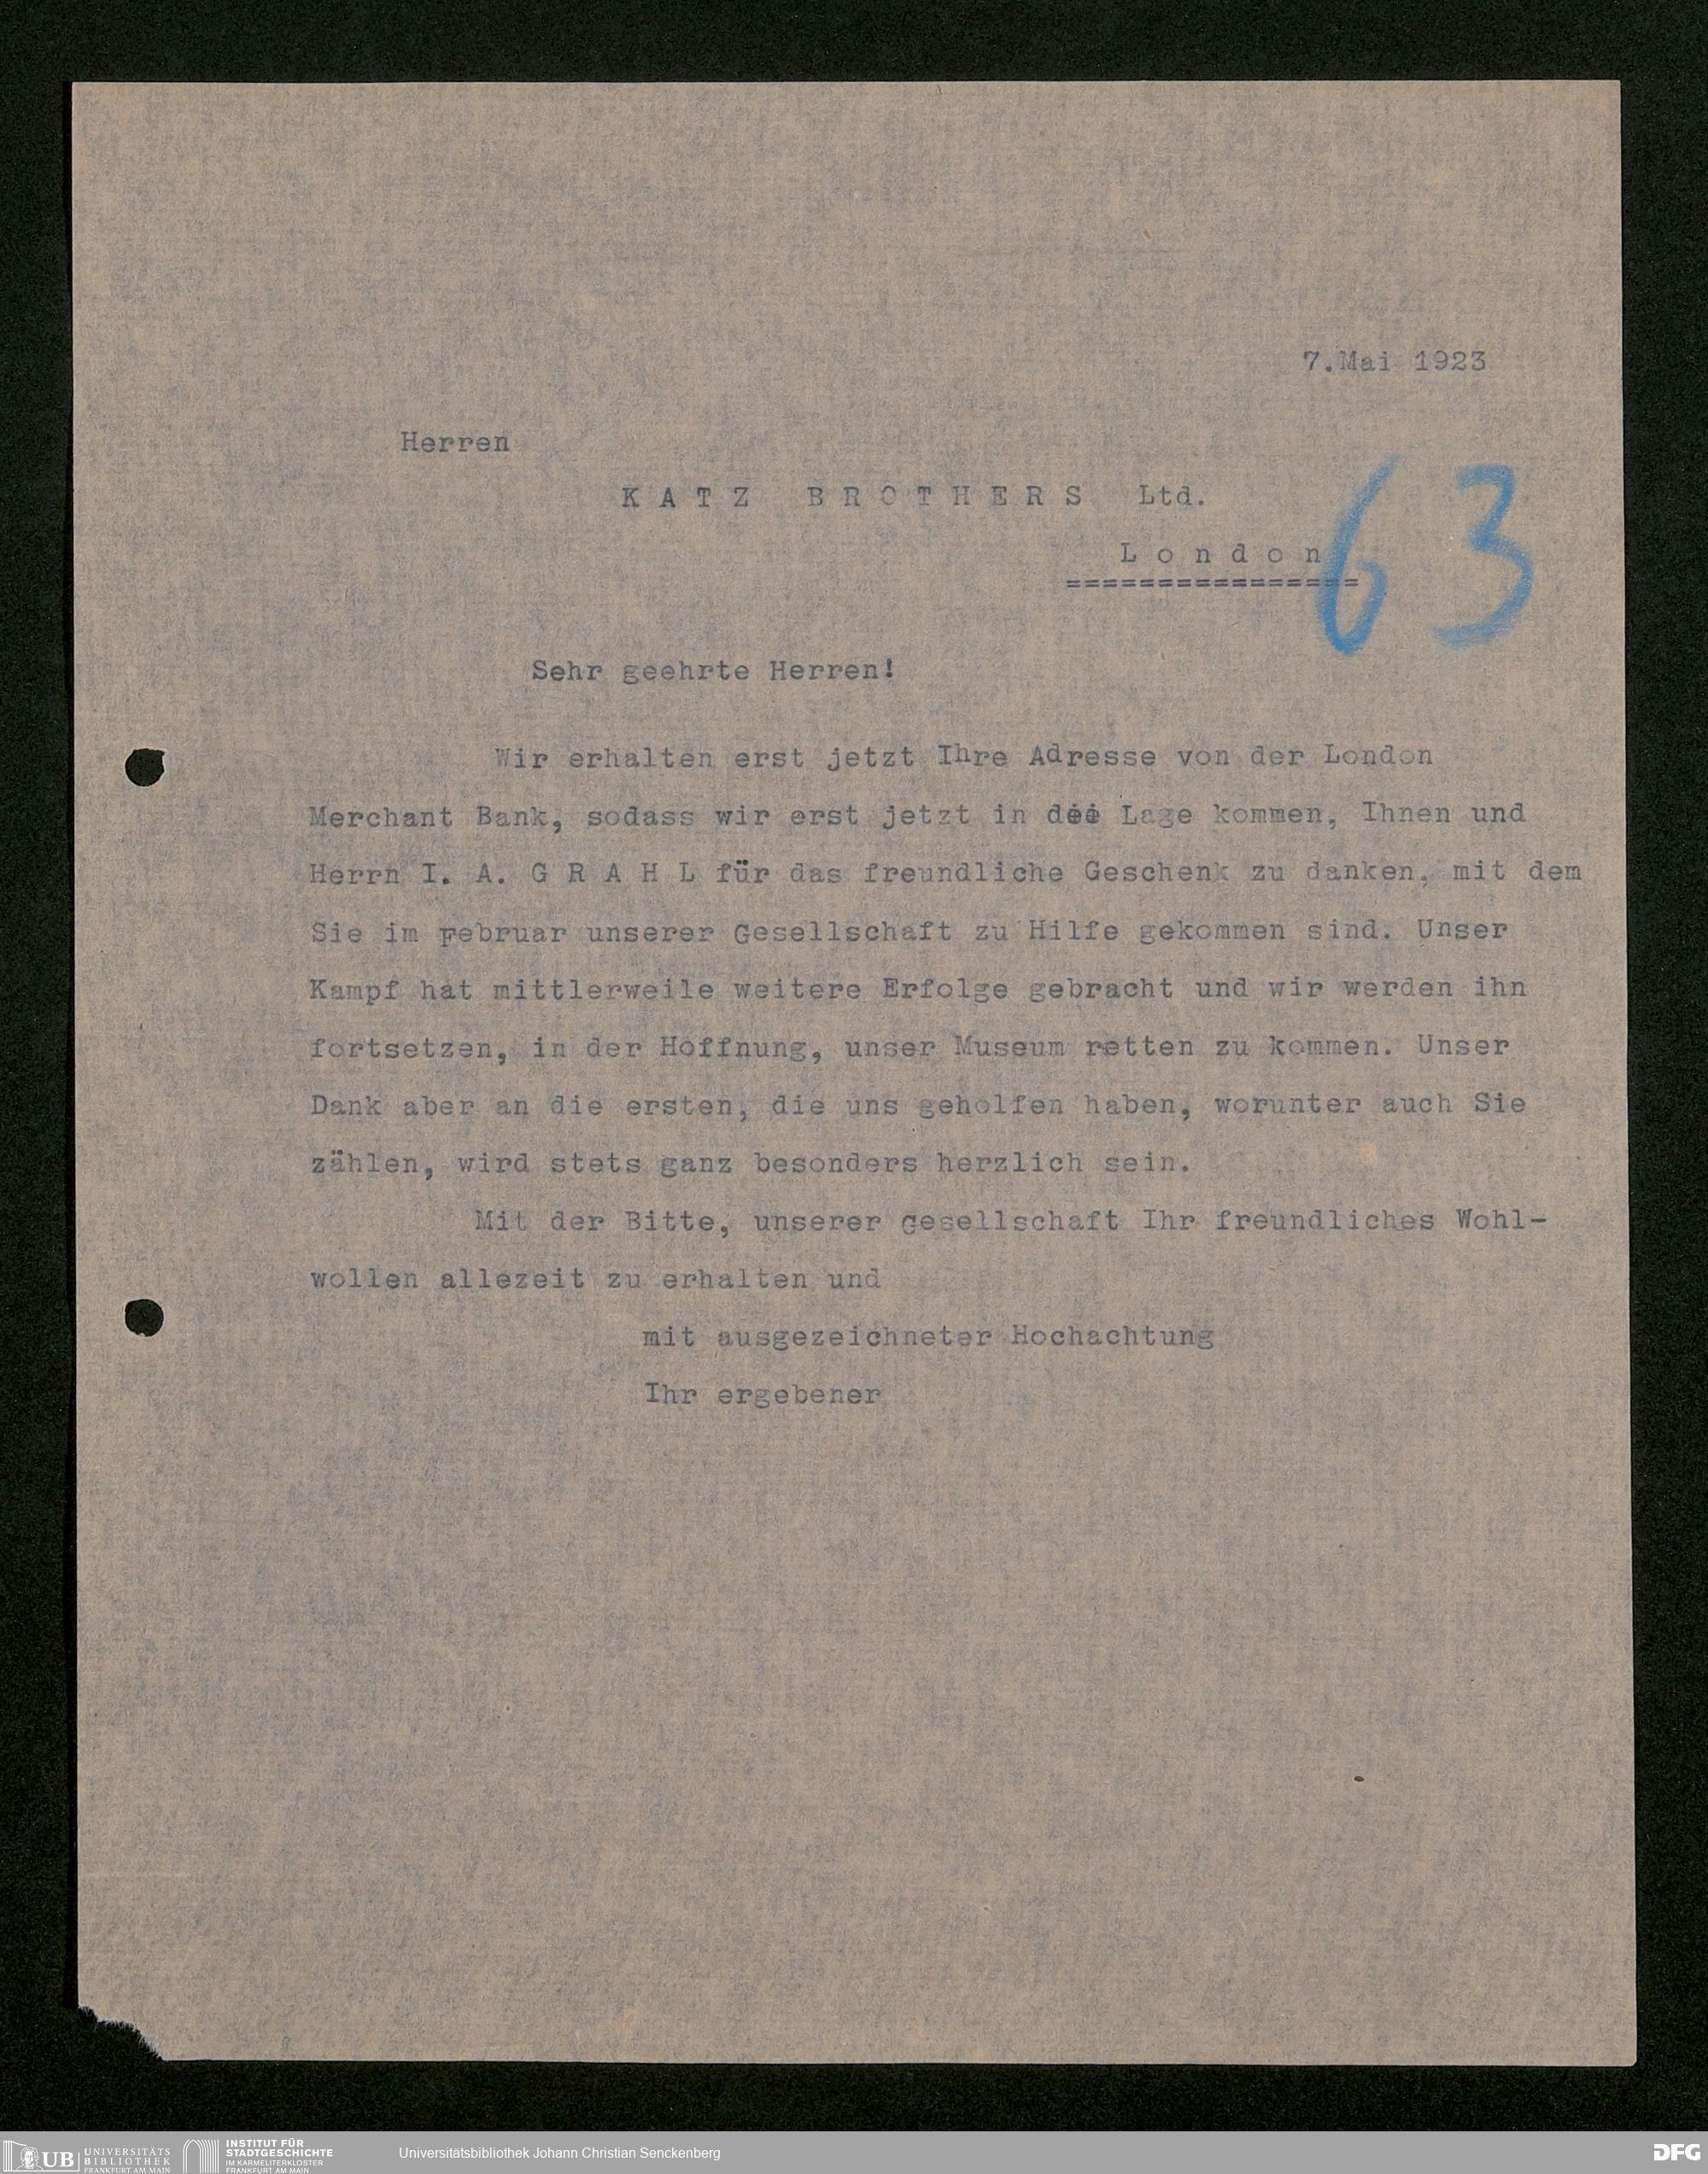 7.Mai 1923
Herren
K A T Z  B R O T H E R S  Ltd.
L o n d o n
================
63
Sehr geehrte Herren!
Wir erhalten erst jetzt Ihre Adresse von der London
Merchant Bank, sodass wir erst jetzt in die Lage kommen, Ihnen und
Herrn I. A. G R A H L für das freundliche Geschenk zu danken, mit dem
Sie im Februar unserer Gesellschaft zu Hilfe gekommen sind. Unser
Kampf hat mittlerweile weitere Erfolge gebracht und wir werden ihn
fortsetzen, in der Hoffnung, unser Museum retten zu kommen. Unser
Dank aber an die ersten, die uns geholfen haben, worunter auch Sie
zählen, wird stets ganz besonders herzlich sein.
Mit der Bitte, unserer Gesellschaft Ihr freundliches Wohl-
wollen allezeit zu erhalten und
mit ausgezeichneter Hochachtung
Ihr ergebener
UB UNIVERSITÄTS
BIBLIOTHEK
FRANKFURT AM MAIN
INSTITUT FÜR
STADTGESCHICHTE
IM KARMELITERKLOSTER
FRANKFURT AM MAIN
Universitätsbibliothek Johann Christian Senckenberg
DFG